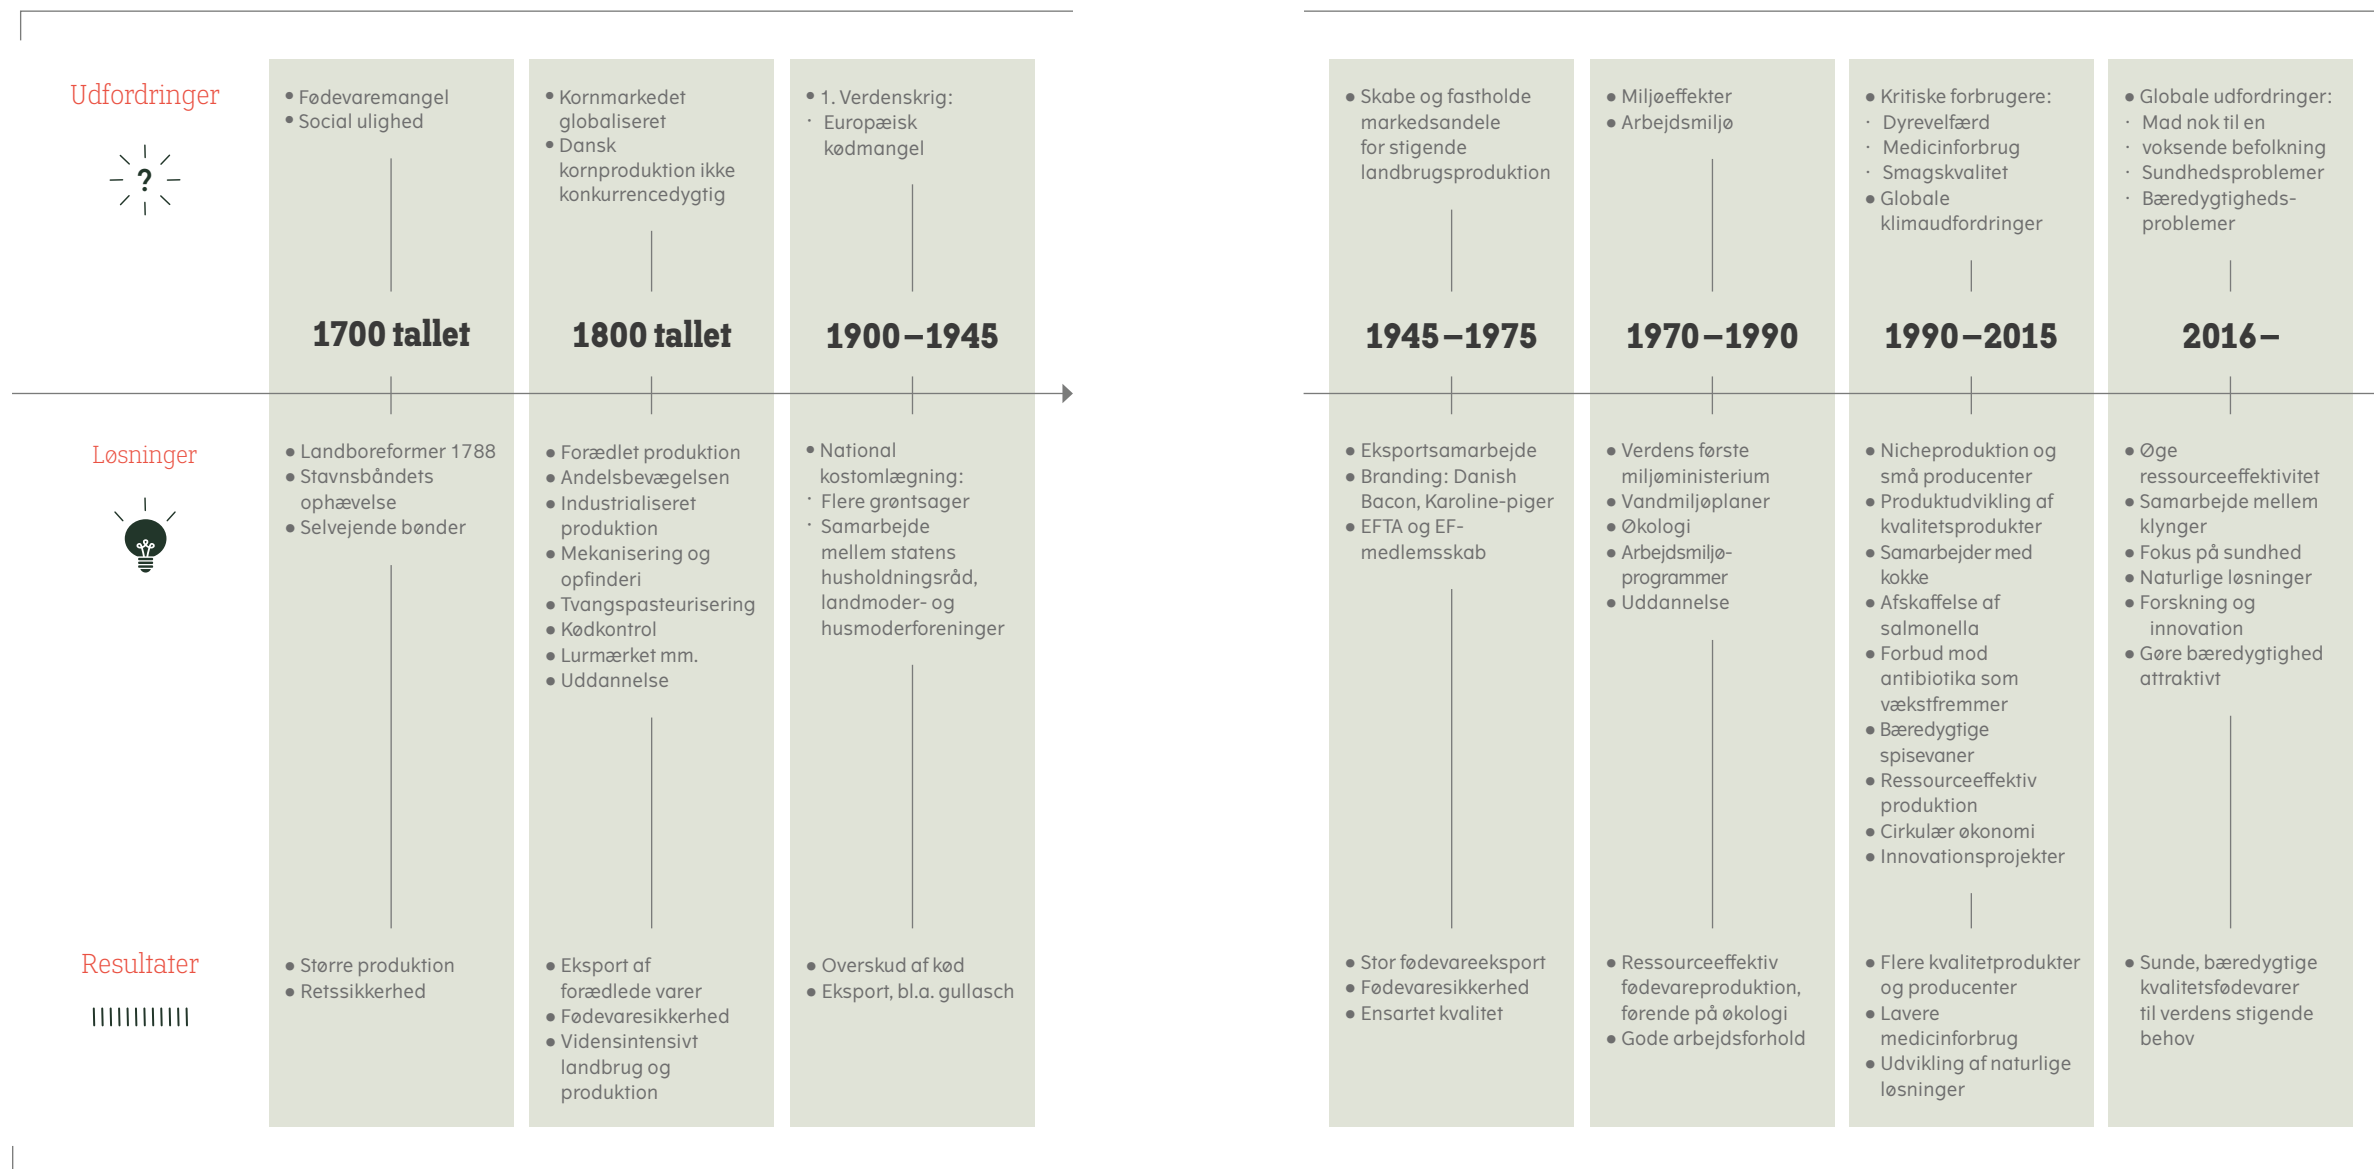 Udfordringer
?
• Fødevaremangel
• Social ulighed
• Kornmarkedet
globaliseret
• Dansk
kornproduktion ikke
konkurrencedygtig
• 1. Verdenskrig:
· Europæisk
kødmangel
• Skabe og fastholde
markedsandele
for stigende
landbrugsproduktion
• Miljøeffekter
• Arbejdsmiljø
• Kritiske forbrugere:
· Dyrevelfærd
· Medicinforbrug
· Smagskvalitet
• Globale
klimaudfordringer
• Globale udfordringer:
· Mad nok til en
· voksende befolkning
· Sundhedsproblemer
· Bæredygtigheds-
problemer
1700 tallet
1800 tallet
1900–1945
1945–1975
1970–1990
1990–2015
2016–
Løsninger
• Landboreformer 1788
• Stavnsbåndets
ophævelse
• Selvejende bønder
• Forædlet produktion
• Andelsbevægelsen
• Industrialiseret
produktion
• Mekanisering og
opfinderi
• Tvangspasteurisering
• Kødkontrol
• Lurmærket mm.
• Uddannelse
• National
kostomlægning:
· Flere grøntsager
· Samarbejde
mellem statens
husholdningsråd,
landmoder- og
husmoderforeninger
• Eksportsamarbejde
• Branding: Danish
Bacon, Karoline-piger
• EFTA og EF-
medlemsskab
• Verdens første
miljøministerium
• Vandmiljøplaner
• Økologi
• Arbejdsmiljø-
programmer
• Uddannelse
• Nicheproduktion og
små producenter
• Produktudvikling af
kvalitetsprodukter
• Samarbejder med
kokke
• Afskaffelse af
salmonella
• Forbud mod
antibiotika som
vækstfremmer
• Bæredygtige
spisevaner
• Ressourceeffektiv
produktion
• Cirkulær økonomi
• Innovationsprojekter
• Øge
ressourceeffektivitet
• Samarbejde mellem
klynger
• Fokus på sundhed
• Naturlige løsninger
• Forskning og
innovation
• Gøre bæredygtighed
attraktivt
Resultater
• Større produktion
• Retssikkerhed
• Eksport af
forædlede varer
• Fødevaresikkerhed
• Vidensintensivt
landbrug og
produktion
• Overskud af kød
• Eksport, bl.a. gullasch
• Stor fødevareeksport
• Fødevaresikkerhed
• Ensartet kvalitet
• Ressourceeffektiv
fødevareproduktion,
førende på økologi
• Gode arbejdsforhold
• Flere kvalitetprodukter
og producenter
• Lavere
medicinforbrug
• Udvikling af naturlige
løsninger
• Sunde, bæredygtige
kvalitetsfødevarer
til verdens stigende
behov